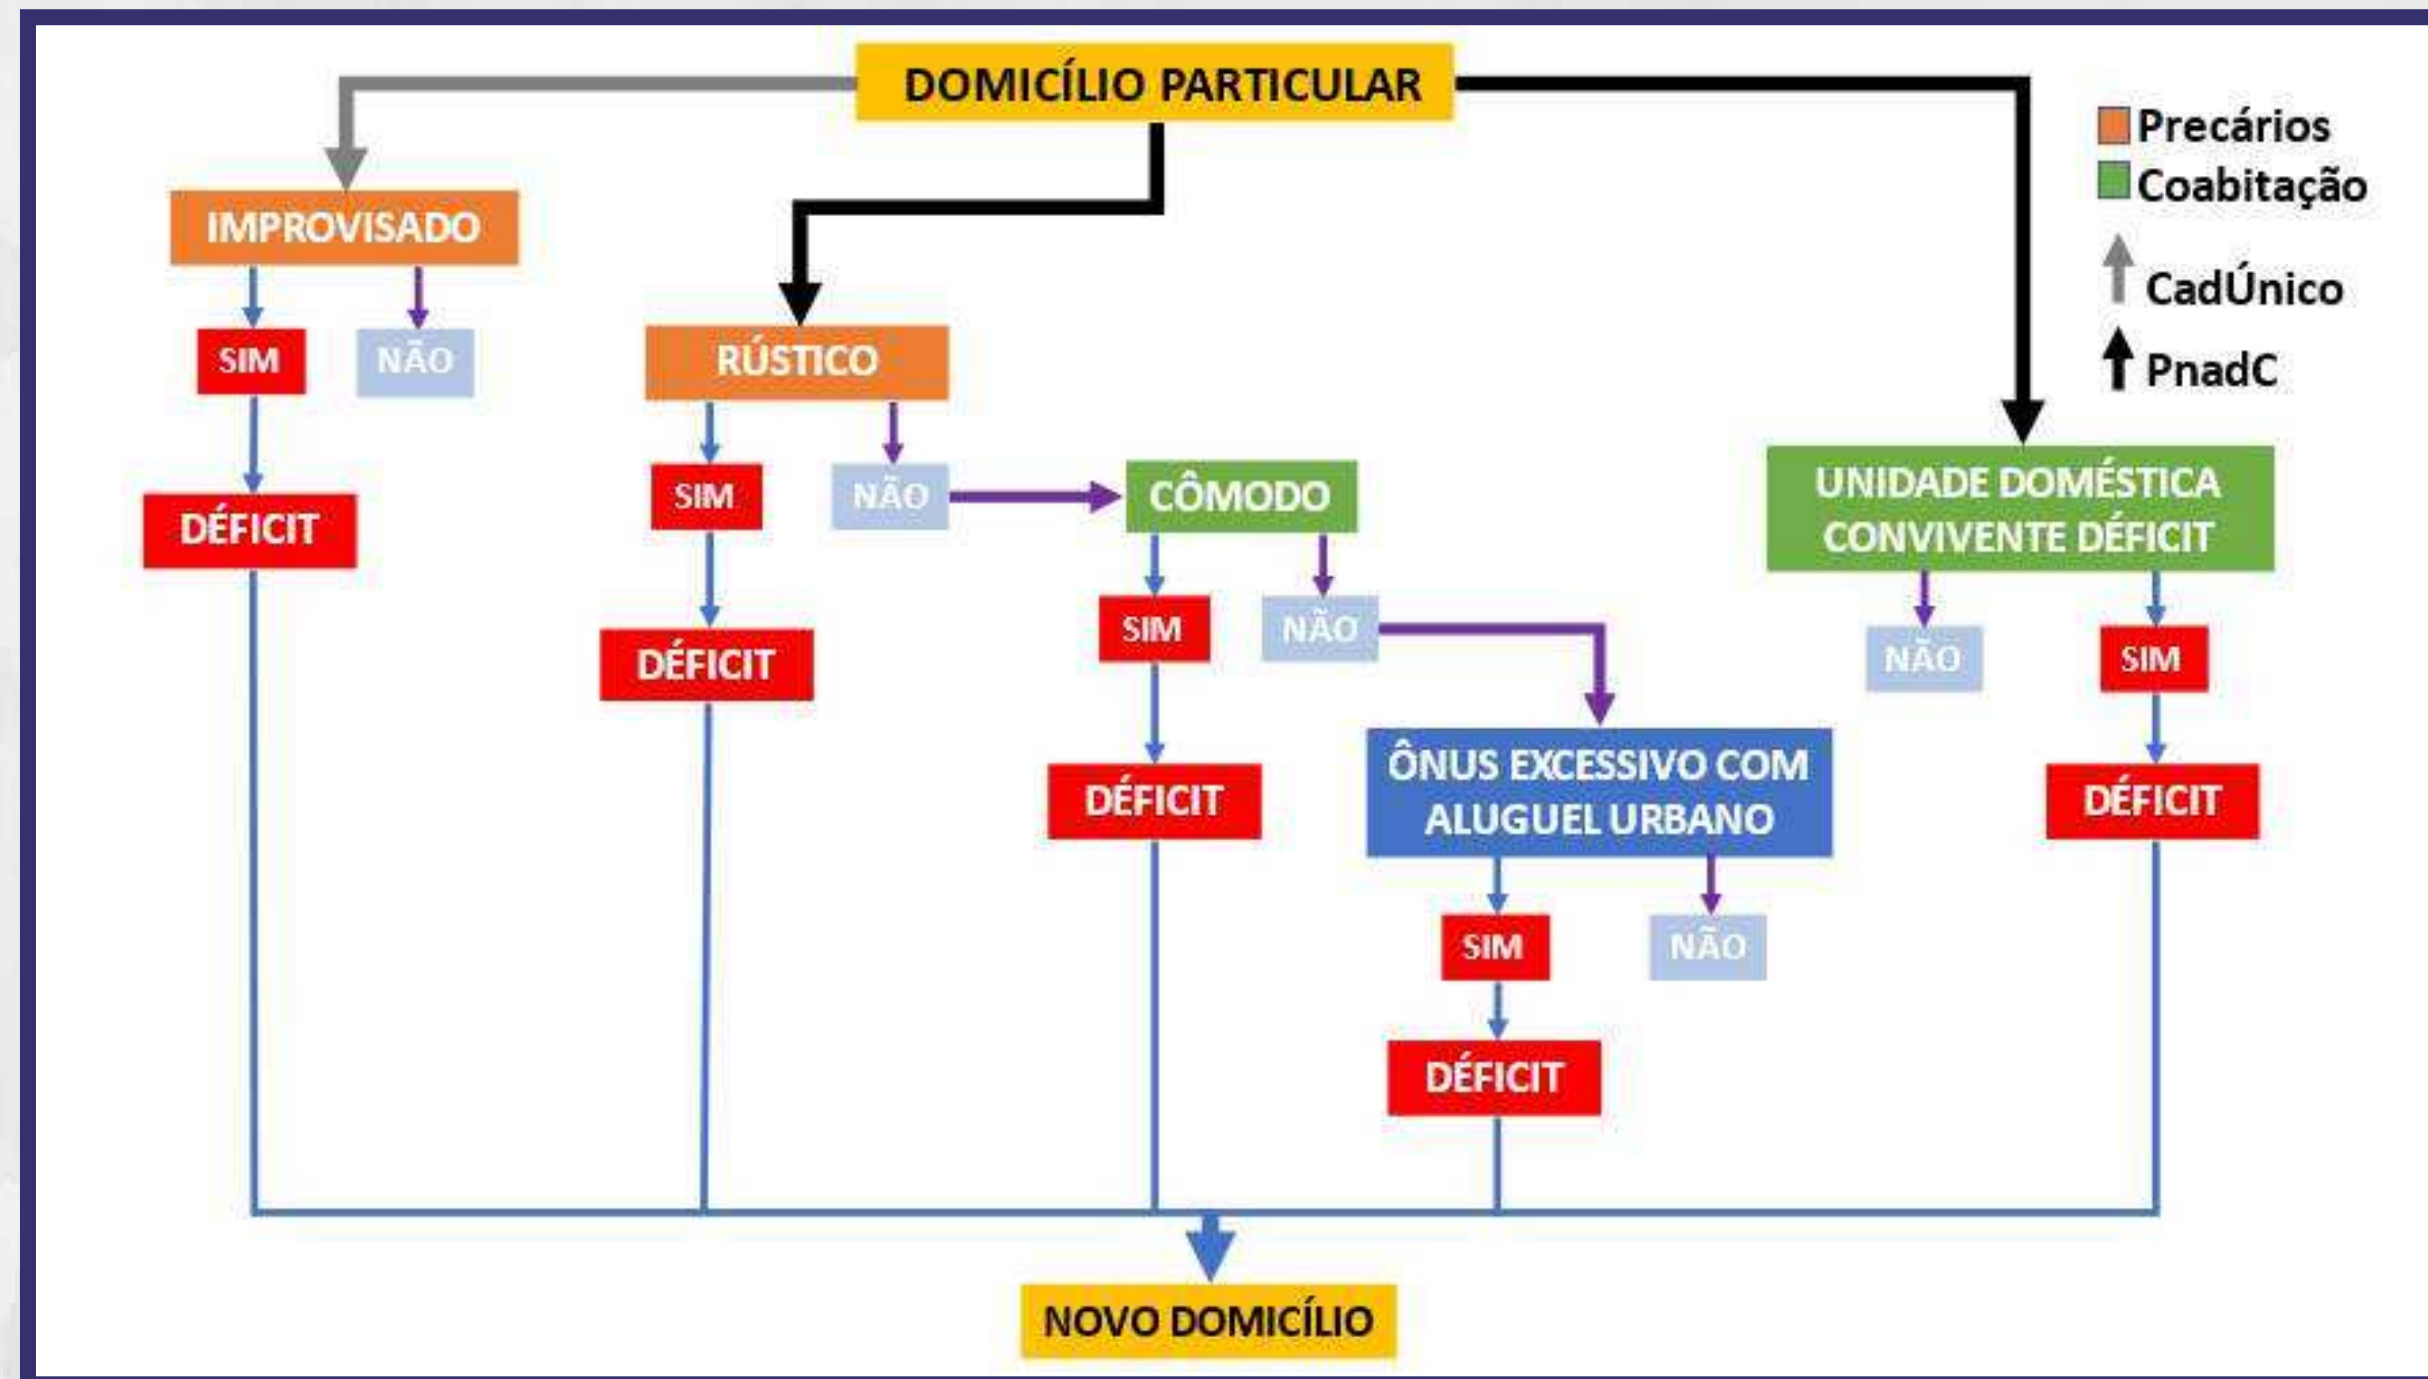 DOMICÍLIO PARTICULAR
Precários
Coabitação
CadÚnico
PnadC
IMPROVISADO
SIM
NÃO
DÉFICIT
RÚSTICO
SIM
NÃO
DÉFICIT
CÔMODO
SIM
NÃO
DÉFICIT
ÔNUS EXCESSIVO COM
ALUGUEL URBANO
SIM
NÃO
DÉFICIT
UNIDADE DOMÉSTICA
CONVIVENTE DÉFICIT
NÃO
SIM
DÉFICIT
NOVO DOMICÍLIO